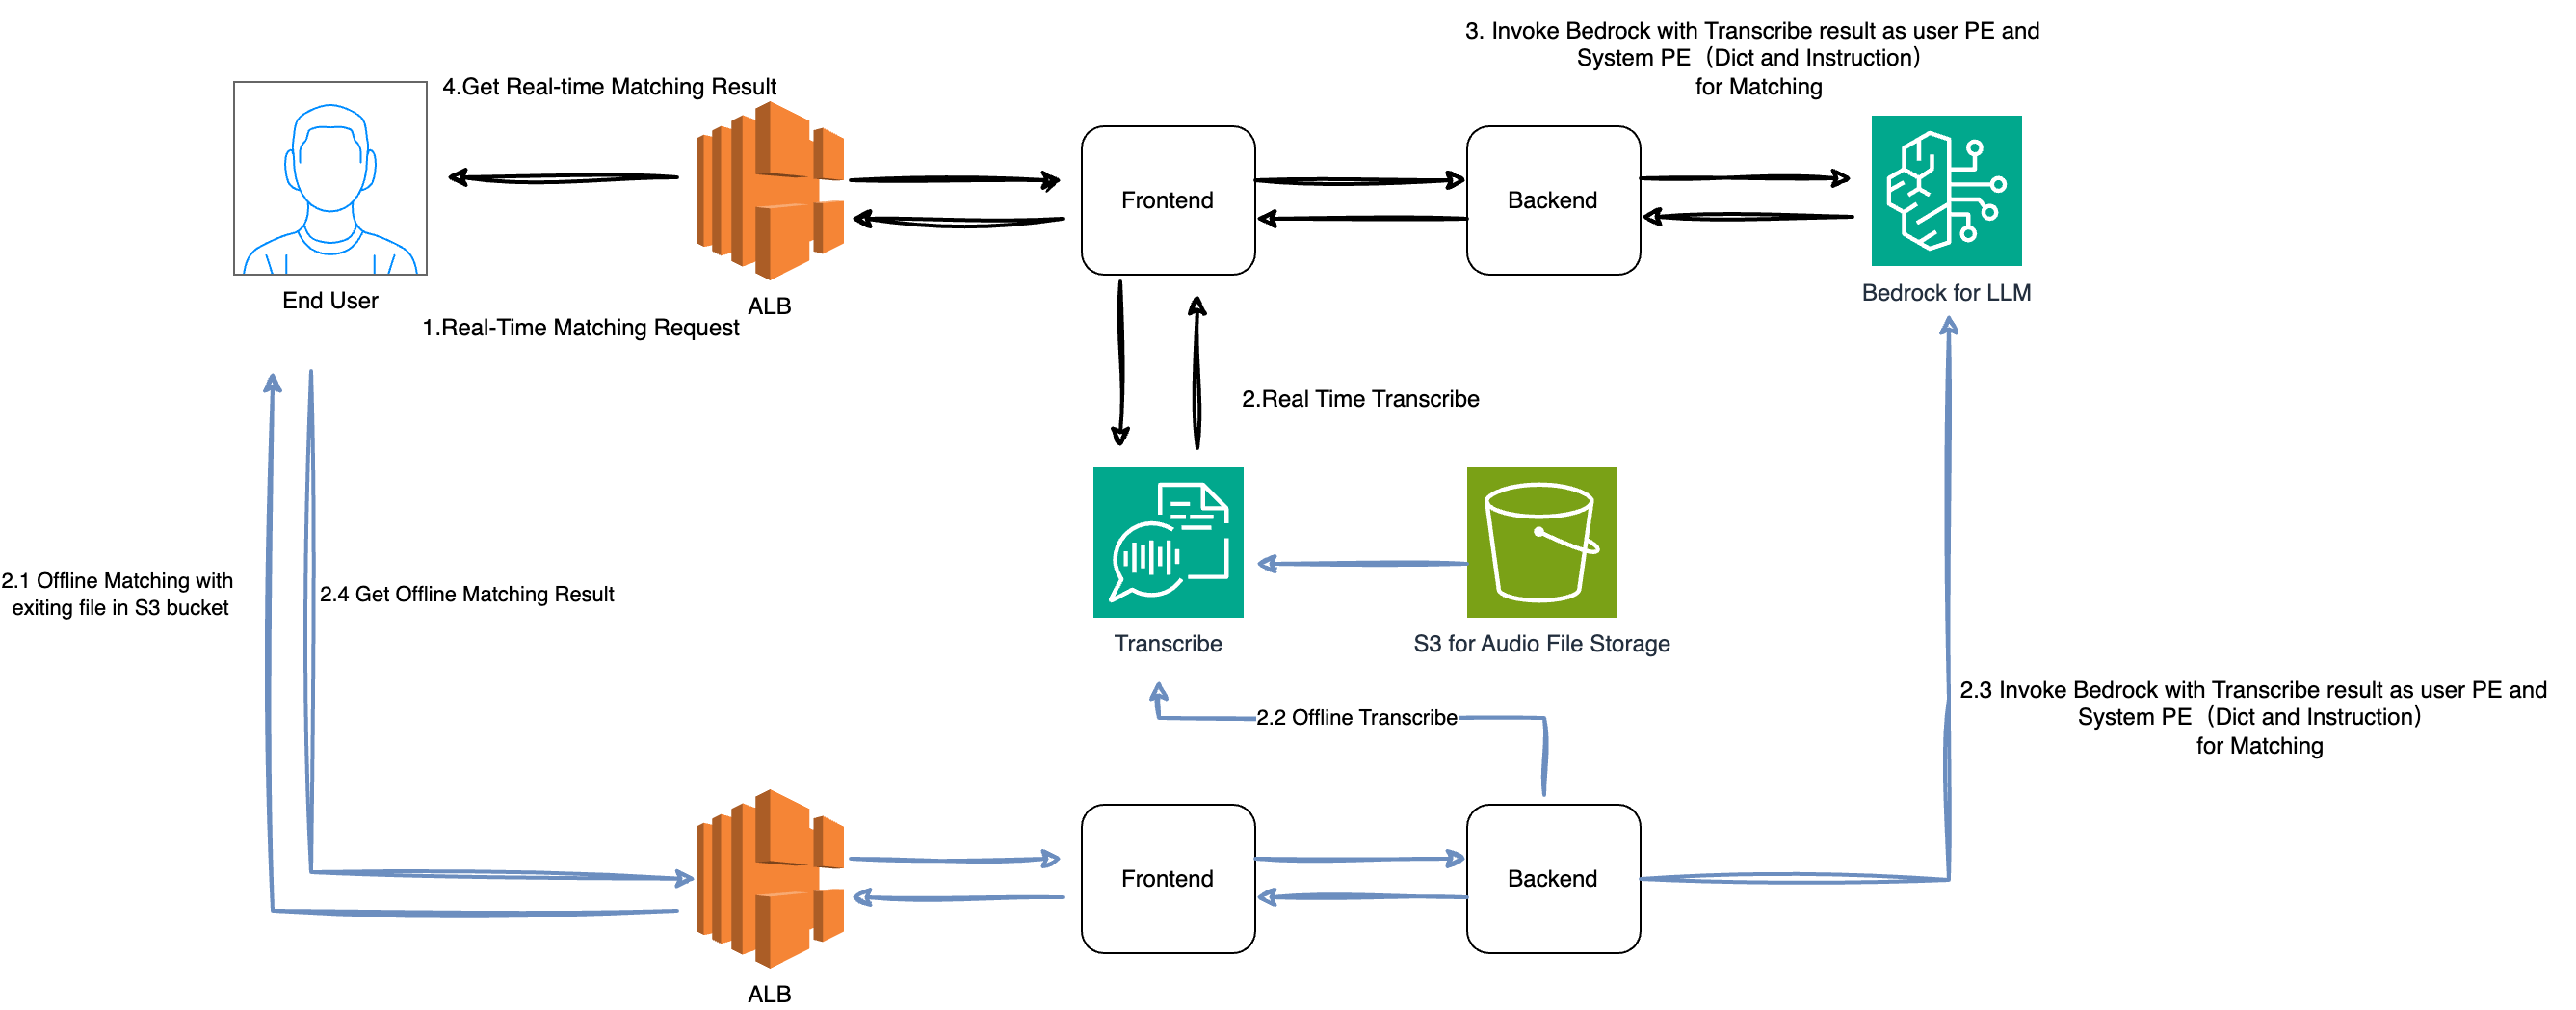 3. Invoke Bedrock with Transcribe result as user PE and
System PE（Dict and Instruction）
for Matching
4.Get Real-time Matching Result
Frontend
Backend
End User
ALB
Bedrock for LLM
1.Real-Time Matching Request
2.Real Time Transcribe
2.1 Offline Matching with
exiting file in S3 bucket
2.4 Get Offline Matching Result
Transcribe
S3 for Audio File Storage
2.3 Invoke Bedrock with Transcribe result as user PE and
System PE（Dict and Instruction）
for Matching
2.2 Offline Transcribe
Frontend
Backend
ALB